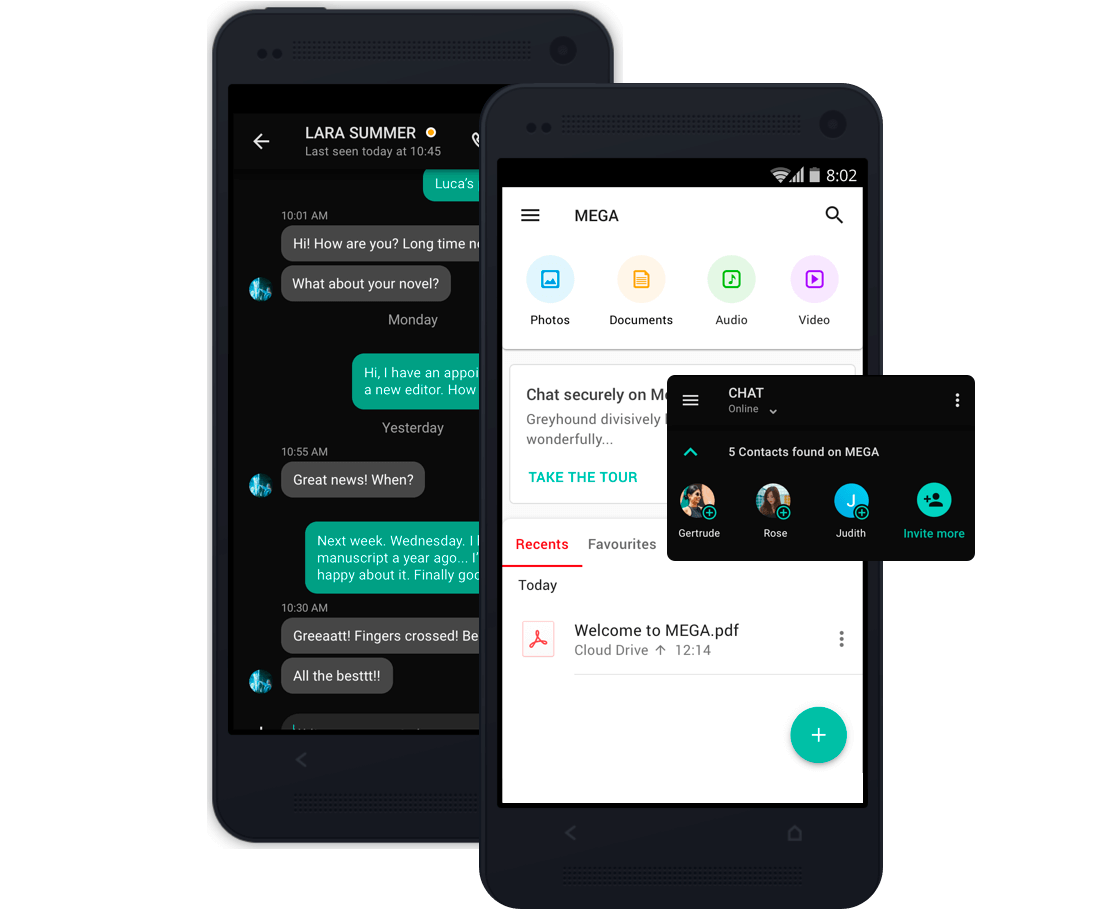 LARA SUMMER
Last seen today at 10:45
Luca's
10:01 AM
Hi! How are you? Long time
What about your novel?
Monday
Hi, I have an
a new editor. How
Yesterday
10:55 AM
Great news! When?
Next week. Wednesday. I
manuscript a year ago...
happy about it. Finally
10:30 AM
Greeaatt! Fingers crossed!
All the besttt!!
8:02
MEGA
Photos
Documents
Audio
Video
Chat securely on
Greyhound divisively
wonderfully...
TAKE THE TOUR
Recents
Favourites
Today
Welcome to MEGA.pdf
Cloud Drive ↑ 12:14
CHAT
Online
5 Contacts found on MEGA
J
Gertrude
Rose
Judith
Invite more